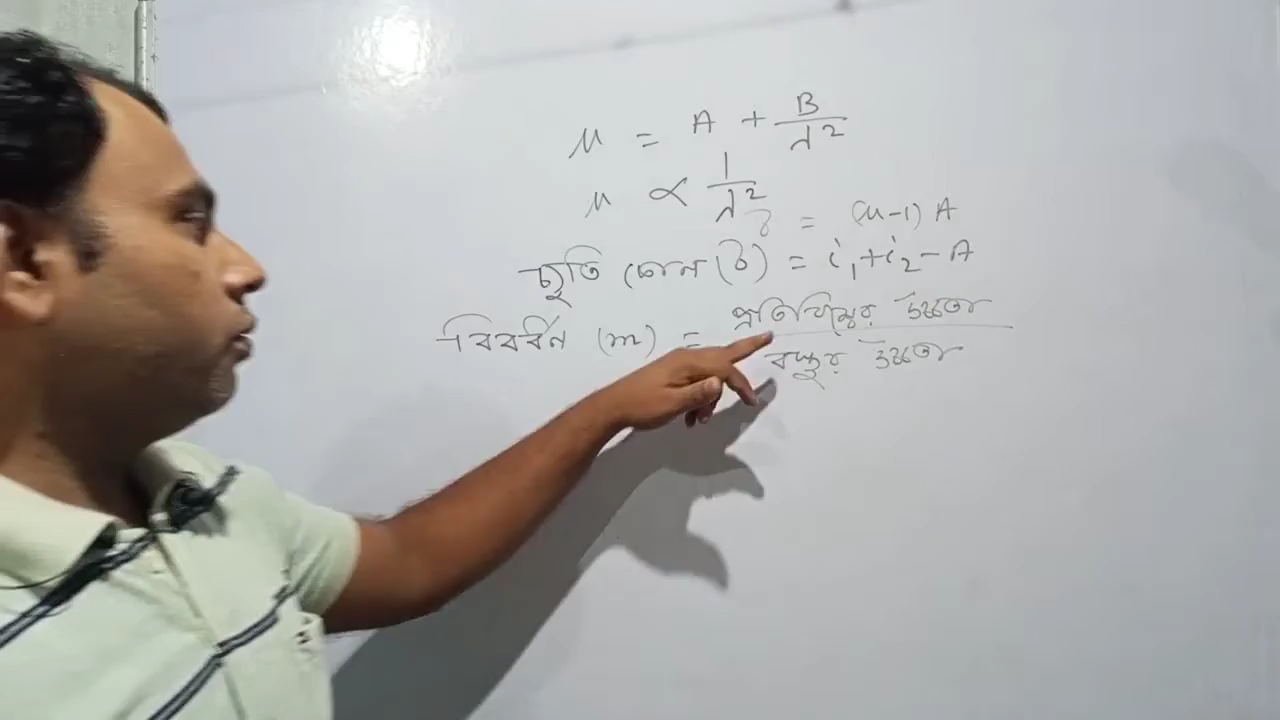 μ = A + B/λ²
μ ∝ 1/λ²
δ = (μ-1) A
চ্যুতি কোন (δ) = i₁+i₂-A
বিবর্ধন (m) = প্রতিবিম্বের উচ্চতা / বস্তুর উচ্চতা